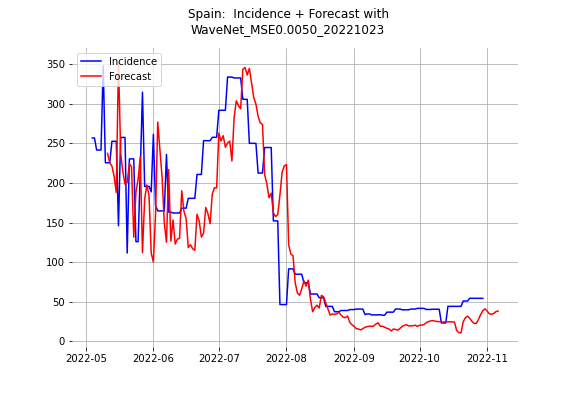 Spain:  Incidence + Forecast with
WaveNet_MSE0.0050_20221023
Incidence
Forecast
350
300
250
200
150
100
50
0
2022-05 2022-06 2022-07 2022-08 2022-09 2022-10 2022-11